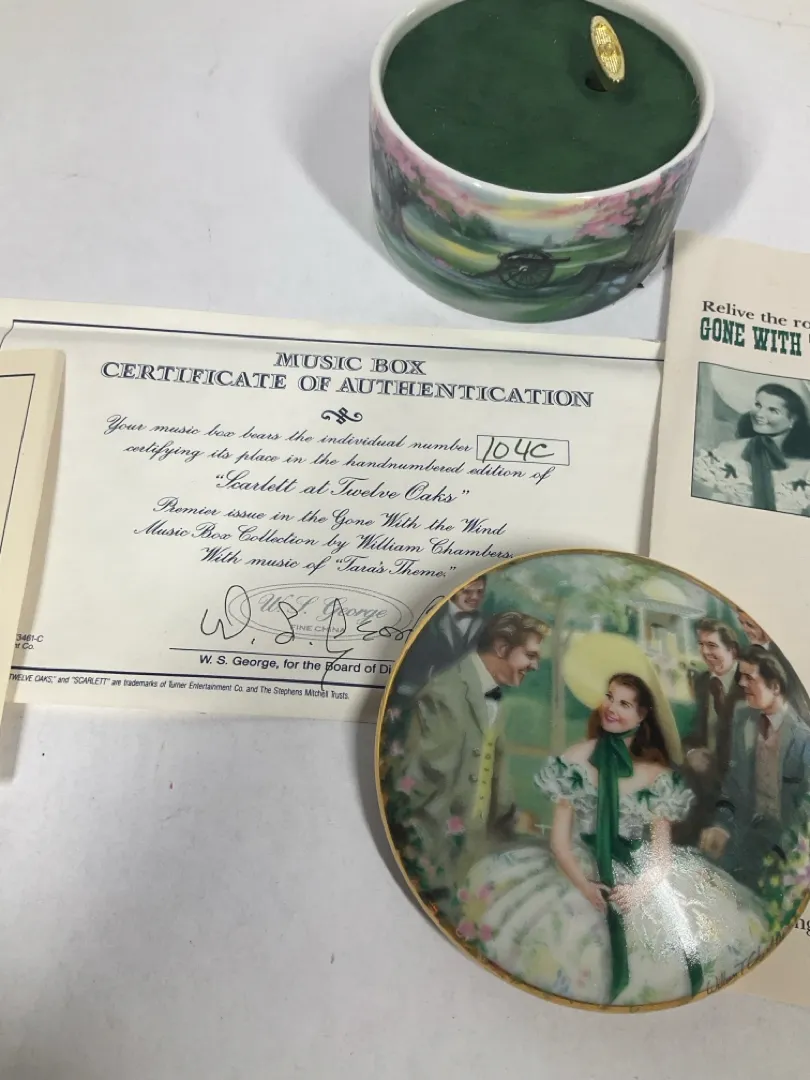 MUSIC BOX
CERTIFICATE OF AUTHENTICATION
Your music box bears the individual number 104C
certifying its place in the handnumbered edition of
"Scarlett at Twelve Oaks"
Premier issue in the Gone With the Wind
Music Box Collection by William Chambers.
With music of "Tara's Theme."
W. S. George
FINE CHINA
W. S. George
W. S. George, for the Board of Di
TWELVE OAKS," and "SCARLETT" are trademarks of Turner Entertainment Co. and The Stephens Mitchell Trusts.
3461-C
Co.
Relive the ro
GONE WITH